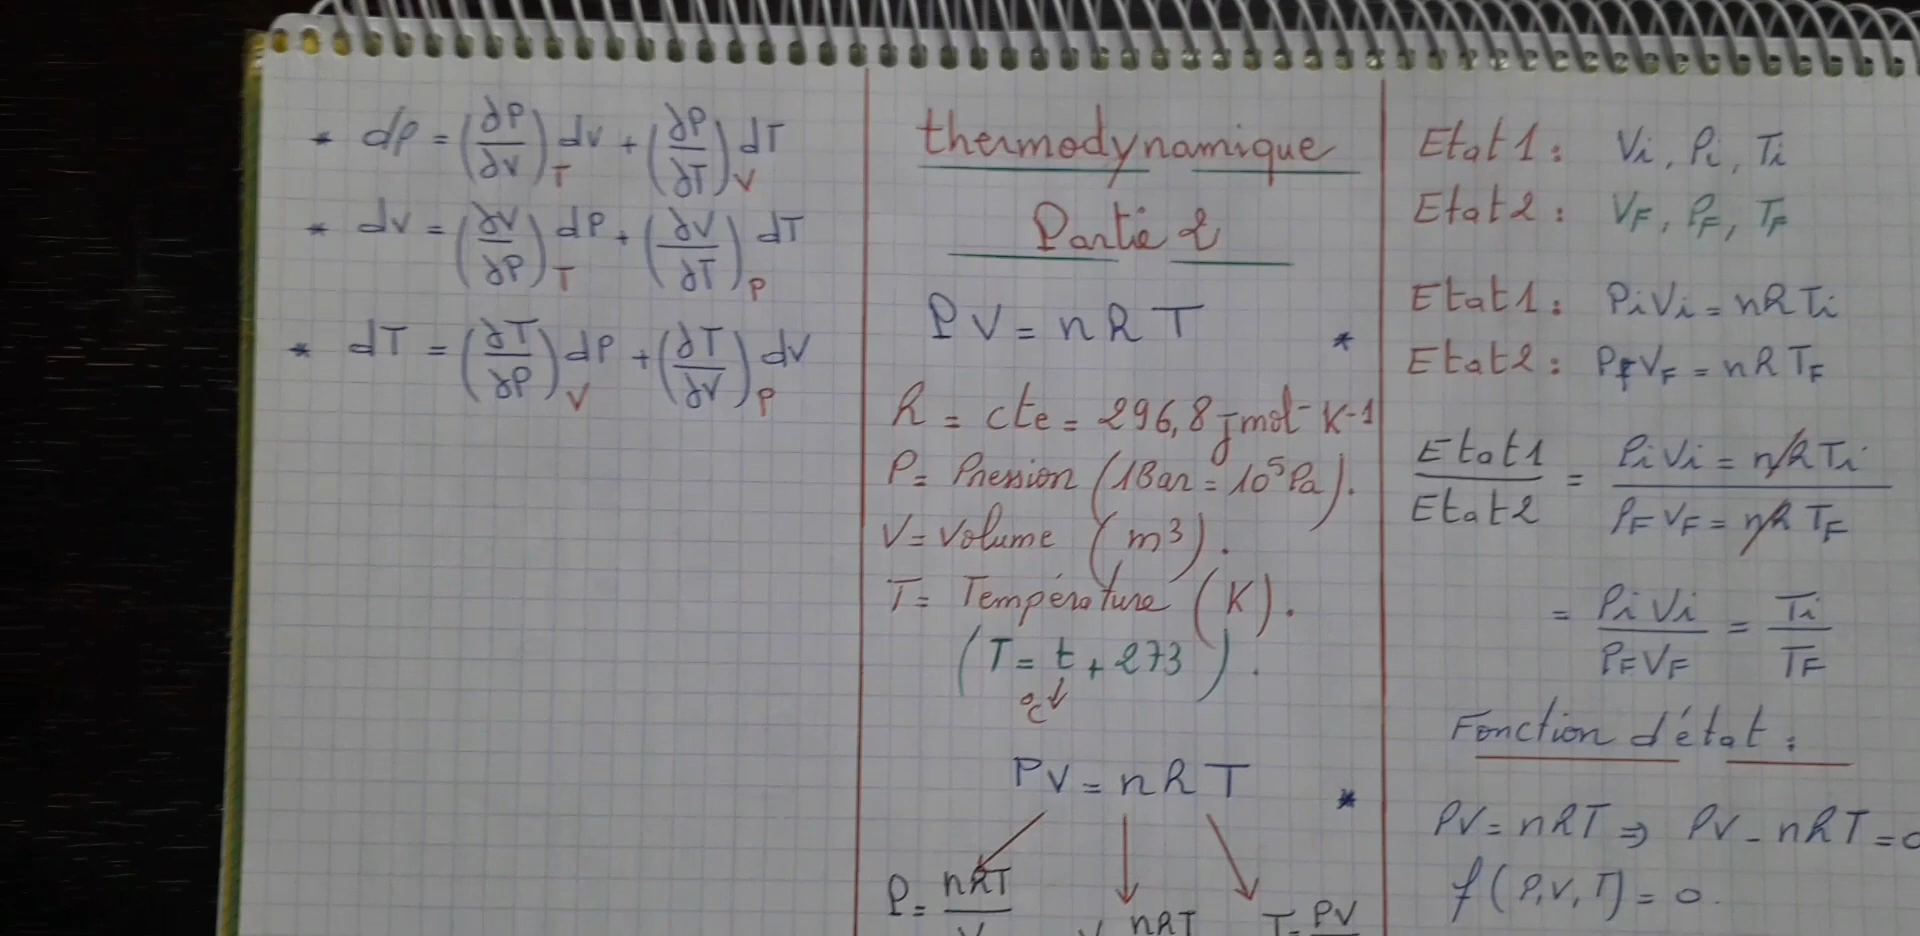 * dp = (∂P/∂V)T dv + (∂P/∂T)V dT
* dv = (∂V/∂P)T dP + (∂V/∂T)P dT
* dT = (∂T/∂P)V dP + (∂T/∂V)P dV
thermodynamique
Partie 2
PV = nRT
*
R = cte = 296,8 J mol- K-1
P = Pression (1Bar = 10⁵ Pa).
V = Volume (m³).
T = Température (K).
(T = t + 273).
°C
PV = nRT
*
P = nRT/V
V nRT
T = PV
Etat 1 : Vi, Pi, Ti
Etat 2 : VF, PF, TF
Etat 1 : PiVi = nRTi
Etat 2 : PfVF = nRTF
Etat 1/Etat 2 = PiVi = nRTi/PFVF = nRTF
= PiVi/PFVF = Ti/TF
Fonction d'état :
PV = nRT ⇒ PV - nRT = 0
f(P,V,T) = 0.